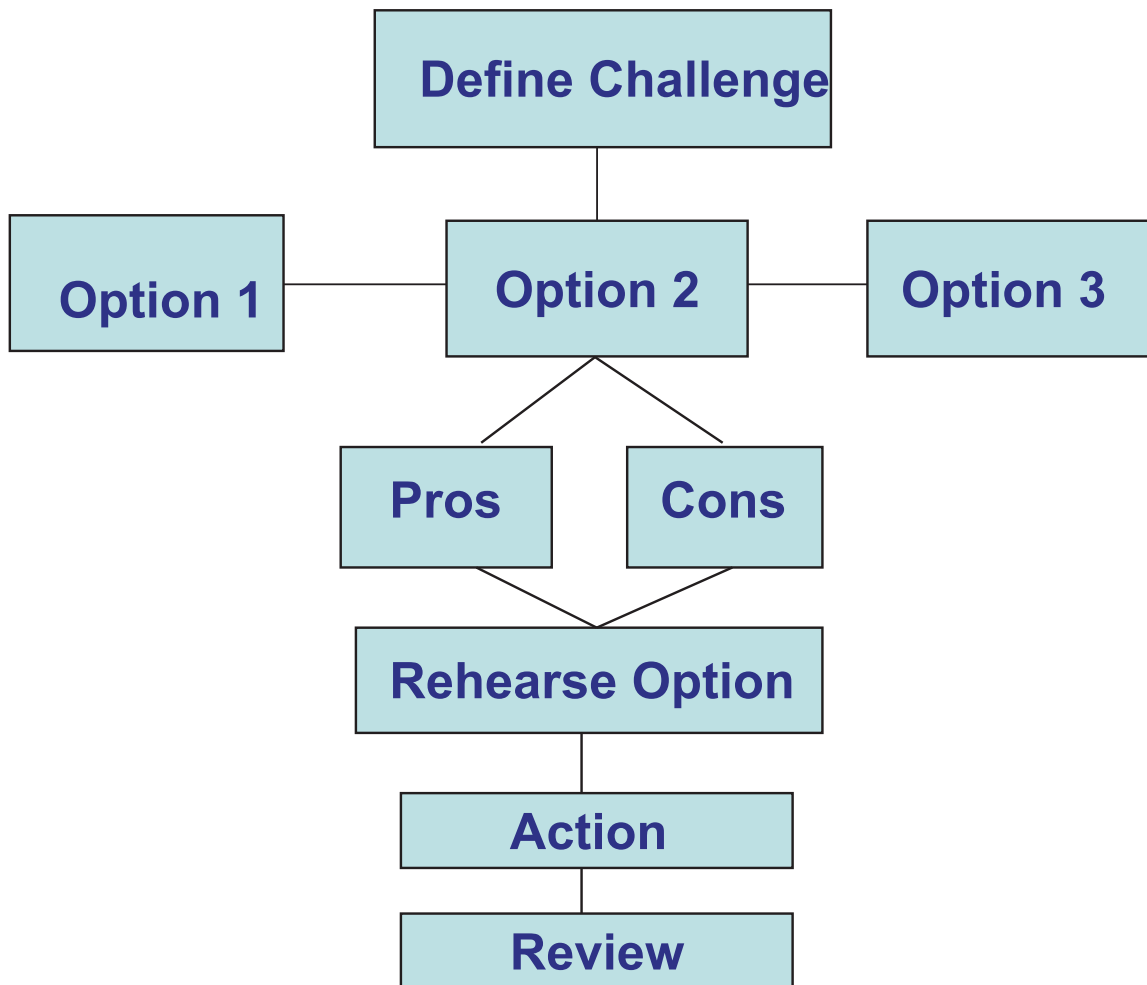 Define Challenge
Option 1
Option 2
Option 3
Pros
Cons
Rehearse Option
Action
Review